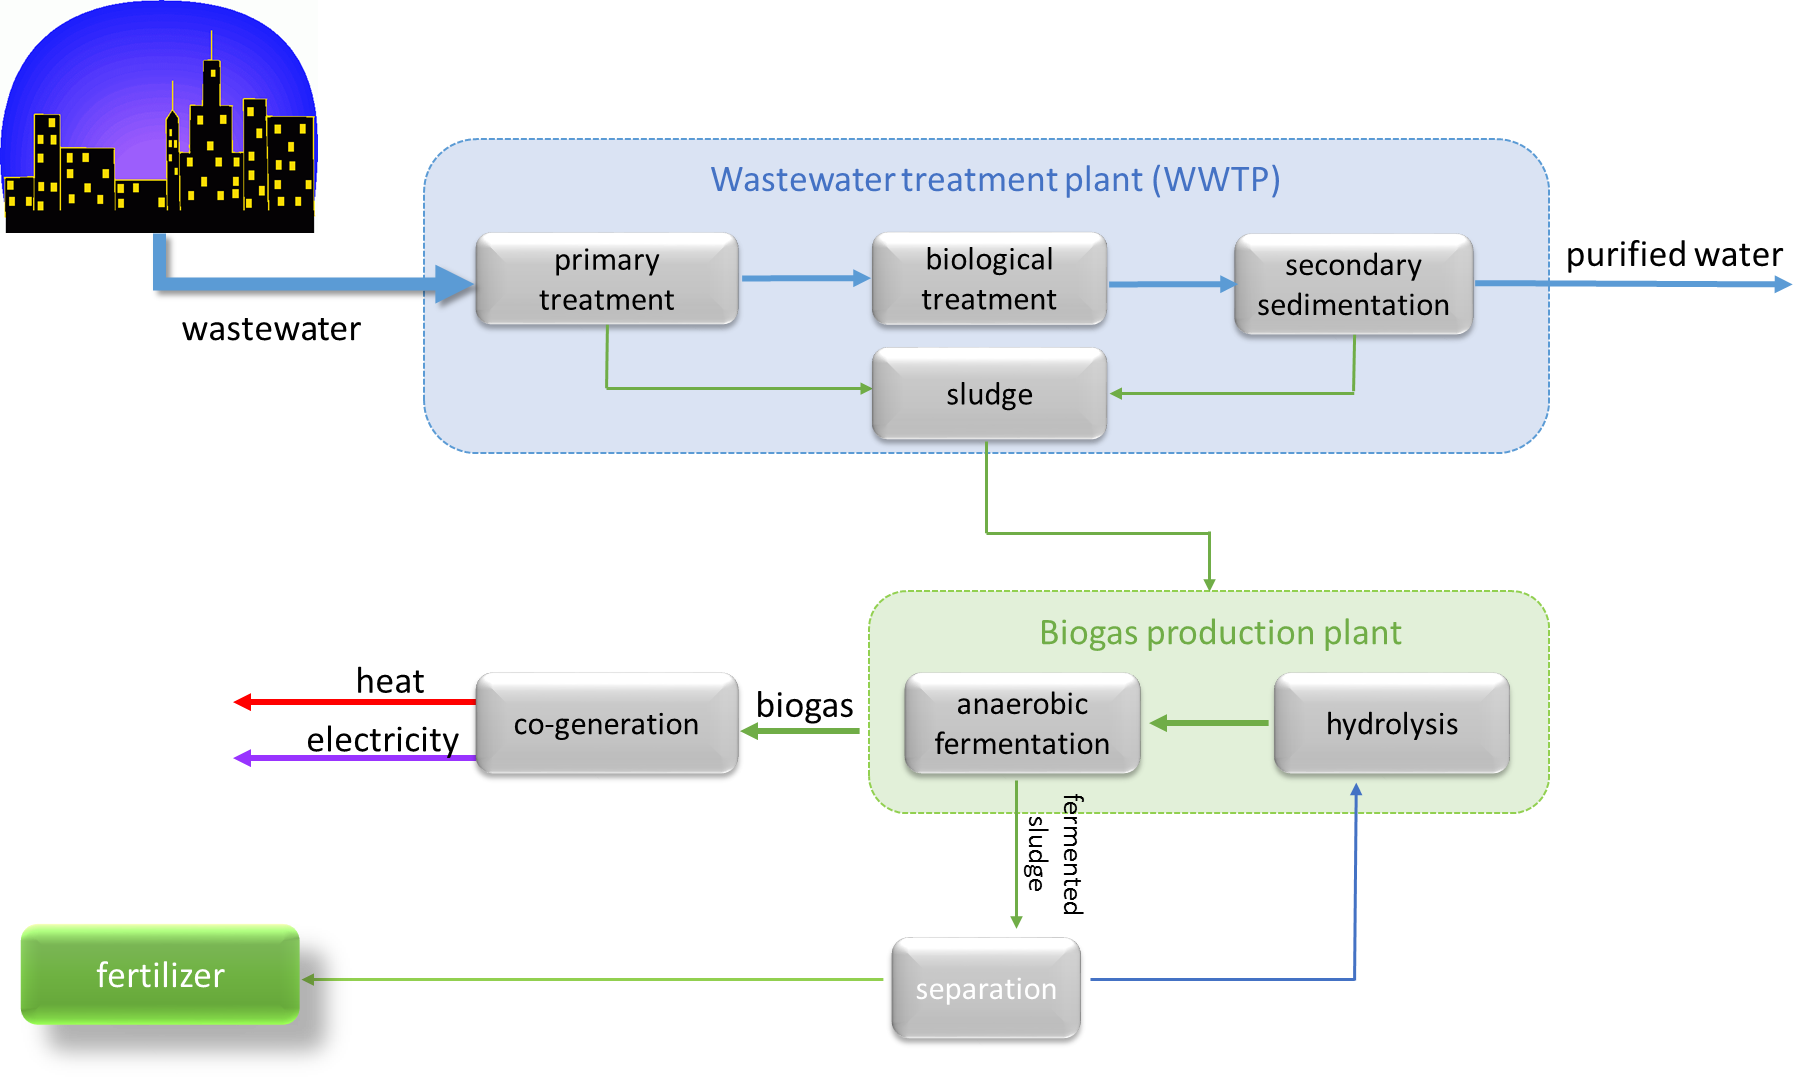 Wastewater treatment plant (WWTP)
primary
treatment
biological
treatment
secondary
sedimentation
purified water
wastewater
sludge
Biogas production plant
heat
electricity
co-generation
biogas
anaerobic
fermentation
hydrolysis
fermented
sludge
fertilizer
separation